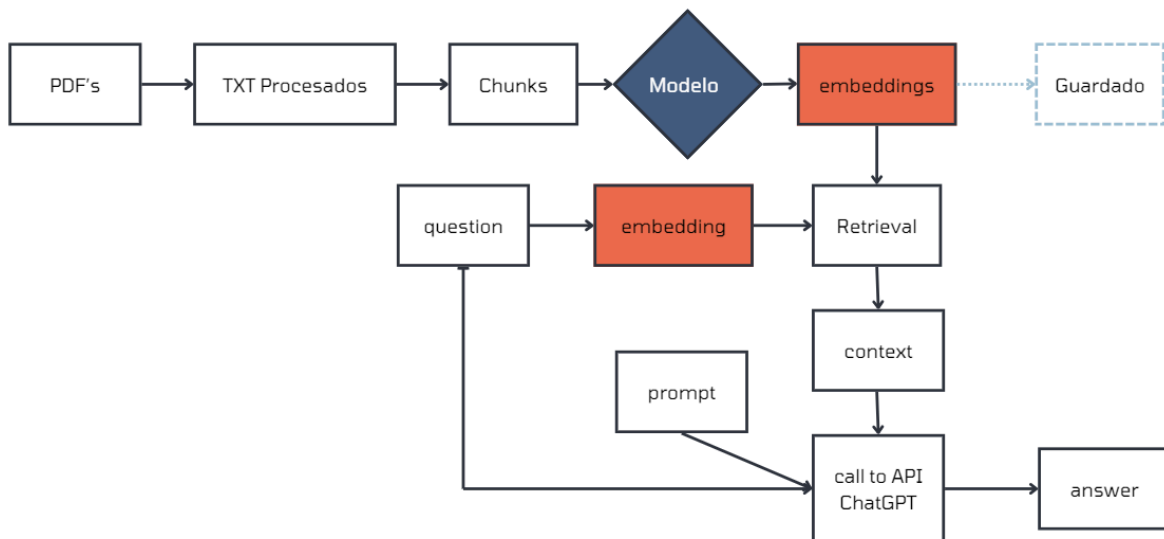 PDF's
TXT Procesados
Chunks
Modelo
embeddings
Guardado
question
embedding
Retrieval
context
prompt
call to API
ChatGPT
answer